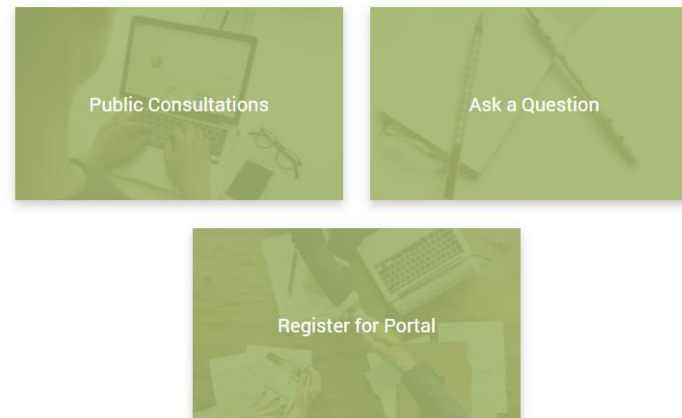 Public Consultations
Ask a Question
Register for Portal